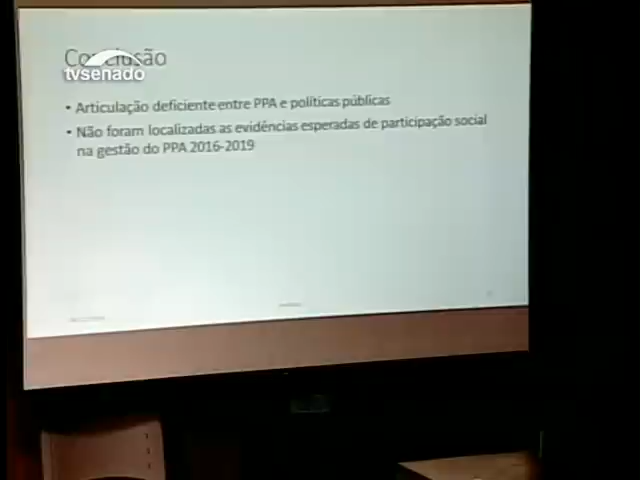 Conclusão
tvsenado
• Articulação deficiente entre PPA e políticas públicas
• Não foram localizadas as evidências esperadas de participação social
na gestão do PPA 2016-2019